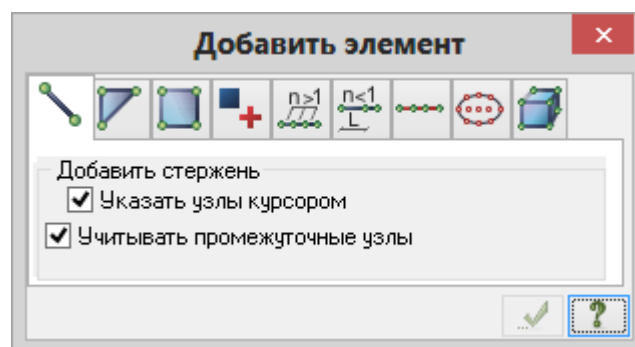 Добавить элемент
n>1
n<1
L
Добавить стержень
Указать узлы курсором
Учитывать промежуточные узлы